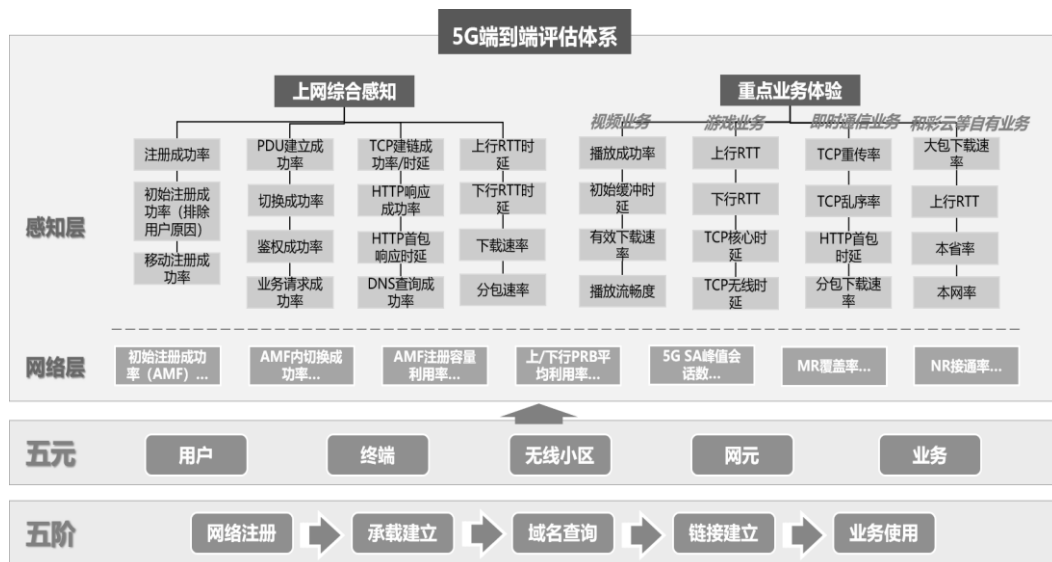 5G端到端评估体系
上网综合感知
重点业务体验
视频业务
游戏业务
即时通信业务
和彩云等自有业务
感知层
注册成功率
初始注册成
功率（排除
用户原因）
移动注册成
功率
PDU建立成
功率
切换成功率
鉴权成功率
业务请求成
功率
TCP建链成
功率/时延
HTTP响应
成功率
HTTP首包
响应时延
DNS查询成
功率
上行RTT时
延
下行RTT时
延
下载速率
分包速率
播放成功率
初始缓冲时
延
有效下载速
率
播放流畅度
上行RTT
下行RTT
TCP核心时
延
TCP无线时
延
TCP重传率
TCP乱序率
HTTP首包
时延
分包下载速
率
大包下载速
率
上行RTT
本省率
本网率
网络层
初始注册成功
率（AMF）...
AMF内切换成
功率...
AMF注册容量
利用率...
上/下行PRB平
均利用率...
5G SA峰值会
话数...
MR覆盖率...
NR接通率...
五元
用户
终端
无线小区
网元
业务
五阶
网络注册
承载建立
域名查询
链接建立
业务使用